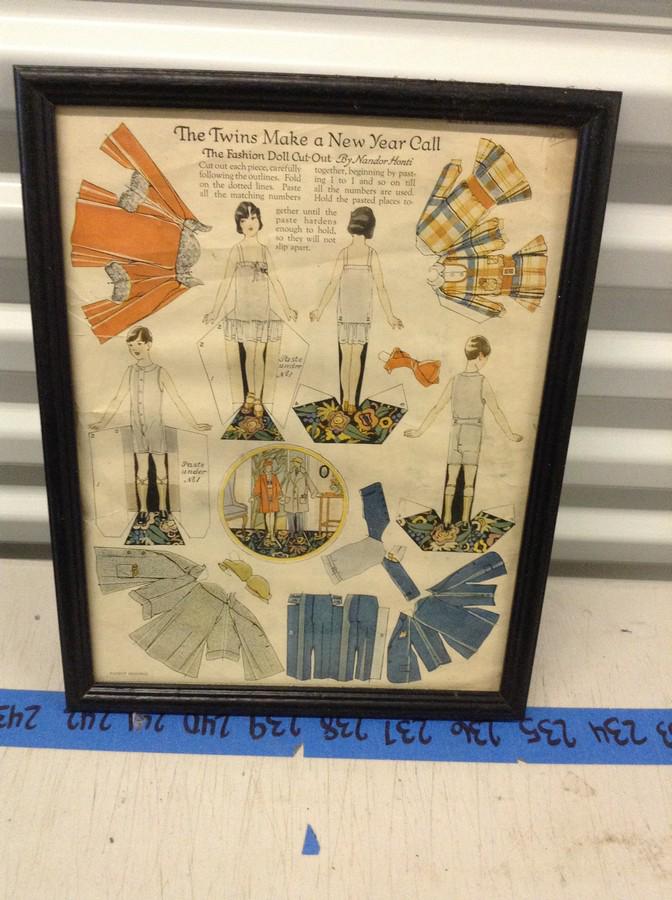 The Twins Make a New Year Call
The Fashion Doll Cut-Out By Nandor Honti
Cut out each piece, carefully
following the outlines. Fold
on the dotted lines. Paste
all the matching numbers
together, beginning by past-
ing 1 to 1 and so on till
all the numbers are used.
Hold the pasted places to-
gether until the
paste hardens
enough to hold,
so they will not
slip apart.
Paste
under
No1
Paste
under
No1
242 241 240 239 239 238 237 236 235 234